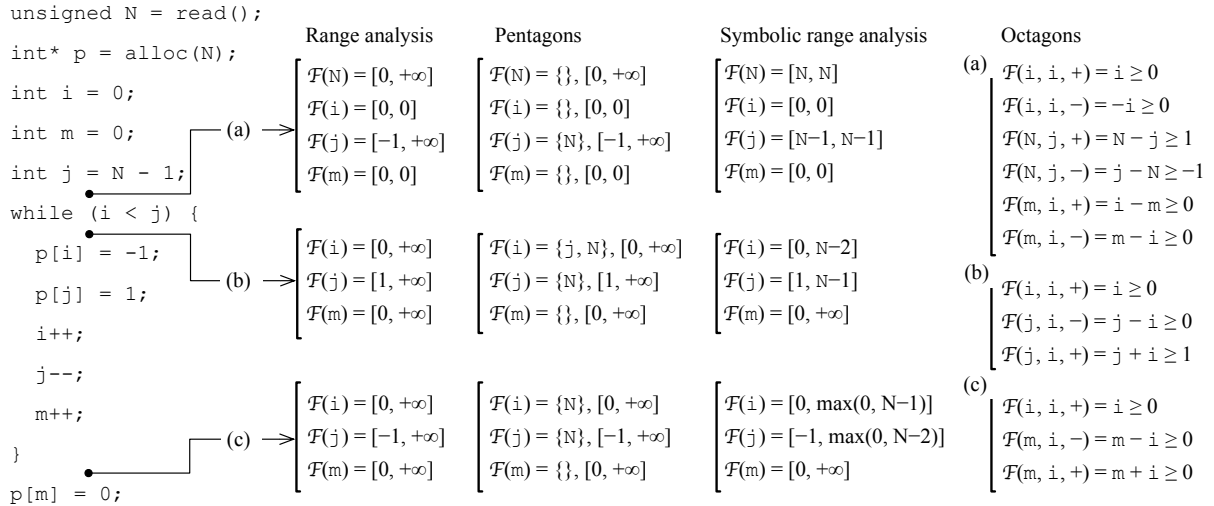 unsigned N = read();
int* p = alloc(N);
int i = 0;
int m = 0;
int j = N - 1;
while (i < j) {
  p[i] = -1;
  p[j] = 1;
  i++;
  j--;
  m++;
}
p[m] = 0;
(a)
(b)
(c)
Range analysis
ℱ(N) = [0, +∞]
ℱ(i) = [0, 0]
ℱ(j) = [−1, +∞]
ℱ(m) = [0, 0]
ℱ(i) = [0, +∞]
ℱ(j) = [1, +∞]
ℱ(m) = [0, +∞]
ℱ(i) = [0, +∞]
ℱ(j) = [−1, +∞]
ℱ(m) = [0, +∞]
Pentagons
ℱ(N) = {}, [0, +∞]
ℱ(i) = {}, [0, 0]
ℱ(j) = {N}, [−1, +∞]
ℱ(m) = {}, [0, 0]
ℱ(i) = {j, N}, [0, +∞]
ℱ(j) = {N}, [1, +∞]
ℱ(m) = {}, [0, +∞]
ℱ(i) = {N}, [0, +∞]
ℱ(j) = {N}, [−1, +∞]
ℱ(m) = {}, [0, +∞]
Symbolic range analysis
ℱ(N) = [N, N]
ℱ(i) = [0, 0]
ℱ(j) = [N−1, N−1]
ℱ(m) = [0, 0]
ℱ(i) = [0, N−2]
ℱ(j) = [1, N−1]
ℱ(m) = [0, +∞]
ℱ(i) = [0, max(0, N−1)]
ℱ(j) = [−1, max(0, N−2)]
ℱ(m) = [0, +∞]
Octagons
(a)
ℱ(i, i, +) = i ≥ 0
ℱ(i, i, −) = −i ≥ 0
ℱ(N, j, +) = N − j ≥ 1
ℱ(N, j, −) = j − N ≥ −1
ℱ(m, i, +) = i − m ≥ 0
ℱ(m, i, −) = m − i ≥ 0
(b)
ℱ(i, i, +) = i ≥ 0
ℱ(j, i, −) = j − i ≥ 0
ℱ(j, i, +) = j + i ≥ 1
(c)
ℱ(i, i, +) = i ≥ 0
ℱ(m, i, −) = m − i ≥ 0
ℱ(m, i, +) = m + i ≥ 0